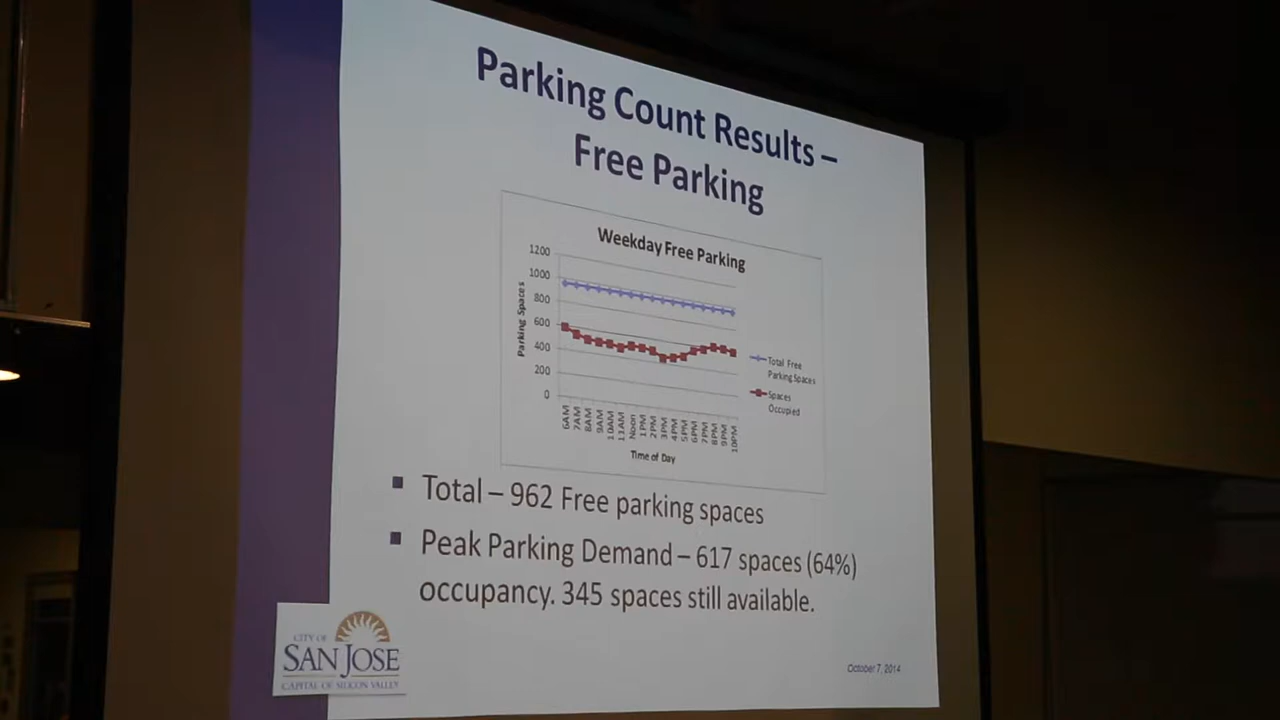 Parking Count Results –
Free Parking
Weekday Free Parking
1200
1000
800
600
400
200
0
Parking Spaces
6AM
7AM
8AM
9AM
10AM
11AM
Noon
1PM
2PM
3PM
4PM
5PM
6PM
7PM
8PM
9PM
10PM
Time of Day
Total Free
Parking Spaces
Spaces
Occupied
▪ Total – 962 Free parking spaces
▪ Peak Parking Demand – 617 spaces (64%)
occupancy. 345 spaces still available.
CITY OF
SAN JOSE
CAPITAL OF SILICON VALLEY
October 7, 2014